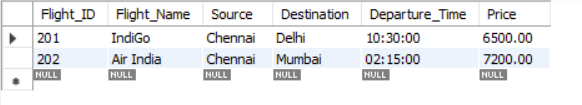 Flight_ID Flight_Name Source Destination Departure_Time Price
201 IndiGo Chennai Delhi 10:30:00 6500.00
202 Air India Chennai Mumbai 02:15:00 7200.00
NULL NULL NULL NULL NULL NULL